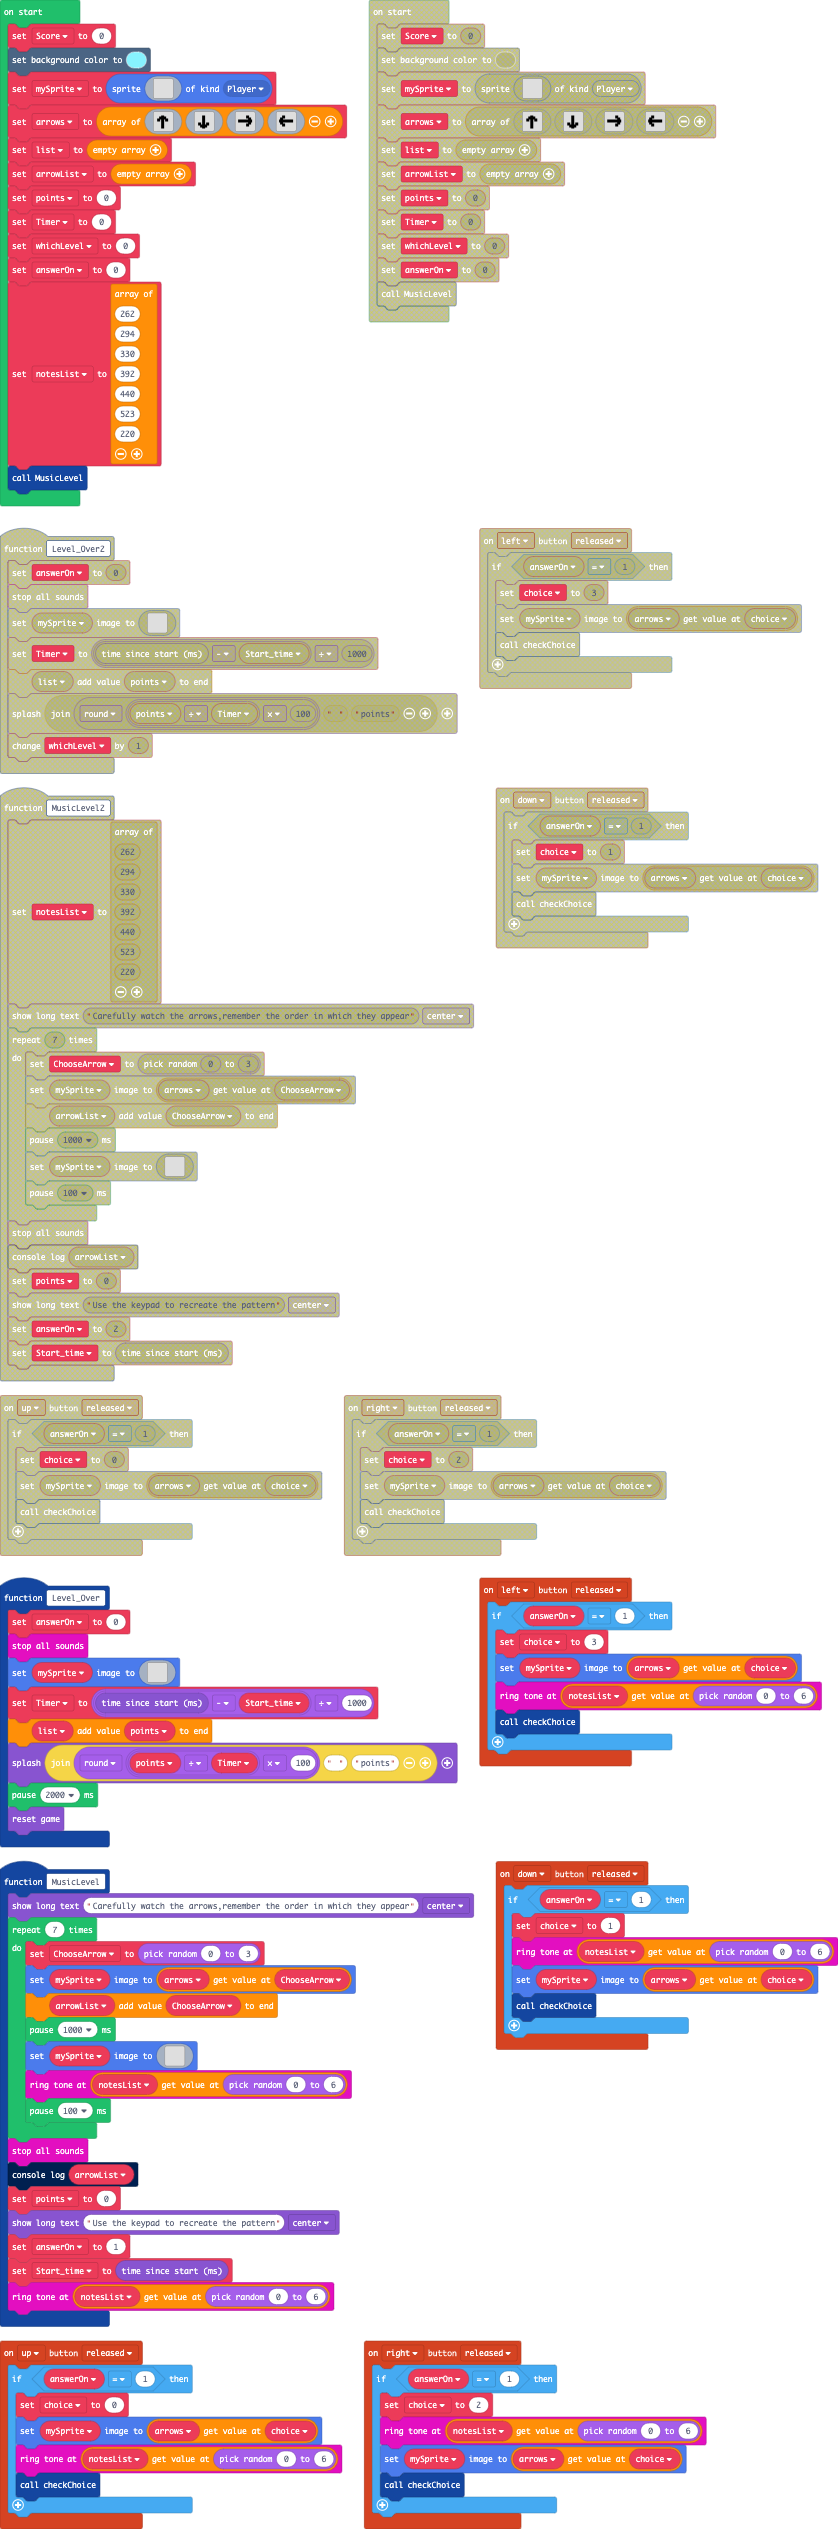 on start
set Score to 0
set background color to
set mySprite to sprite of kind Player
set arrows to array of
set list to empty array
set arrowList to empty array
set points to 0
set Timer to 0
set whichLevel to 0
set answerOn to 0
set notesList to array of
262
294
330
392
440
523
220
call MusicLevel
on start
set Score to 0
set background color to
set mySprite to sprite of kind Player
set arrows to array of
set list to empty array
set arrowList to empty array
set points to 0
set Timer to 0
set whichLevel to 0
set answerOn to 0
call MusicLevel
function Level_Over2
set answerOn to 0
stop all sounds
set mySprite image to
set Timer to time since start (ms) - Start_time ÷ 1000
list add value points to end
splash join round points ÷ Timer × 100 " " "points"
change whichLevel by 1
on left button released
if answerOn = 1 then
set choice to 3
set mySprite image to arrows get value at choice
call checkChoice
function MusicLevel2
set notesList to array of
262
294
330
392
440
523
220
show long text "Carefully watch the arrows,remember the order in which they appear" center
repeat 7 times
do set ChooseArrow to pick random 0 to 3
set mySprite image to arrows get value at ChooseArrow
arrowList add value ChooseArrow to end
pause 1000 ms
set mySprite image to
pause 100 ms
stop all sounds
console log arrowList
set points to 0
show long text "Use the keypad to recreate the pattern" center
set answerOn to 2
set Start_time to time since start (ms)
on down button released
if answerOn = 1 then
set choice to 1
set mySprite image to arrows get value at choice
call checkChoice
on up button released
if answerOn = 1 then
set choice to 0
set mySprite image to arrows get value at choice
call checkChoice
on right button released
if answerOn = 1 then
set choice to 2
set mySprite image to arrows get value at choice
call checkChoice
function Level_Over
set answerOn to 0
stop all sounds
set mySprite image to
set Timer to time since start (ms) - Start_time ÷ 1000
list add value points to end
splash join round points ÷ Timer × 100 " " "points"
pause 2000 ms
reset game
on left button released
if answerOn = 1 then
set choice to 3
set mySprite image to arrows get value at choice
ring tone at notesList get value at pick random 0 to 6
call checkChoice
function MusicLevel
show long text "Carefully watch the arrows,remember the order in which they appear" center
repeat 7 times
do set ChooseArrow to pick random 0 to 3
set mySprite image to arrows get value at ChooseArrow
arrowList add value ChooseArrow to end
pause 1000 ms
set mySprite image to
ring tone at notesList get value at pick random 0 to 6
pause 100 ms
stop all sounds
console log arrowList
set points to 0
show long text "Use the keypad to recreate the pattern" center
set answerOn to 1
set Start_time to time since start (ms)
ring tone at notesList get value at pick random 0 to 6
on down button released
if answerOn = 1 then
set choice to 1
ring tone at notesList get value at pick random 0 to 6
set mySprite image to arrows get value at choice
call checkChoice
on up button released
if answerOn = 1 then
set choice to 0
set mySprite image to arrows get value at choice
ring tone at notesList get value at pick random 0 to 6
call checkChoice
on right button released
if answerOn = 1 then
set choice to 2
ring tone at notesList get value at pick random 0 to 6
set mySprite image to arrows get value at choice
call checkChoice